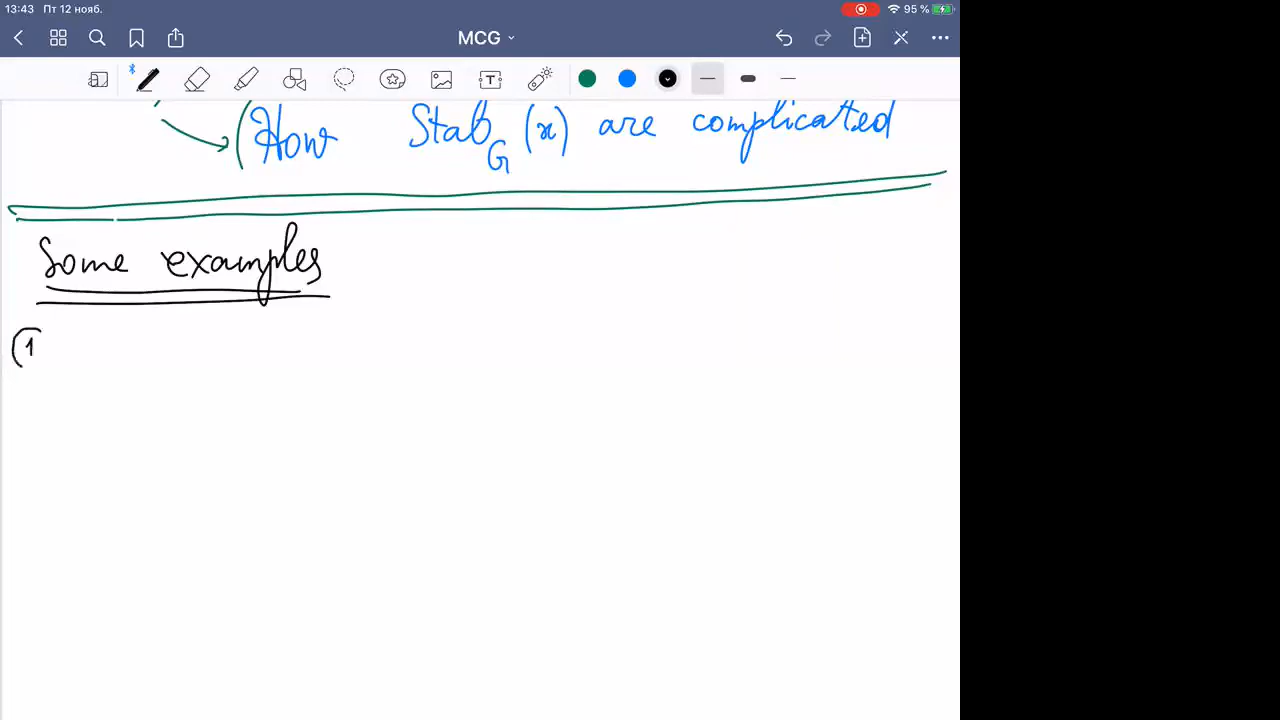 13:43 Пт 12 нояб. 95 %
MCG
T
(How Stab_G (x) are complicated
Some examples
(1